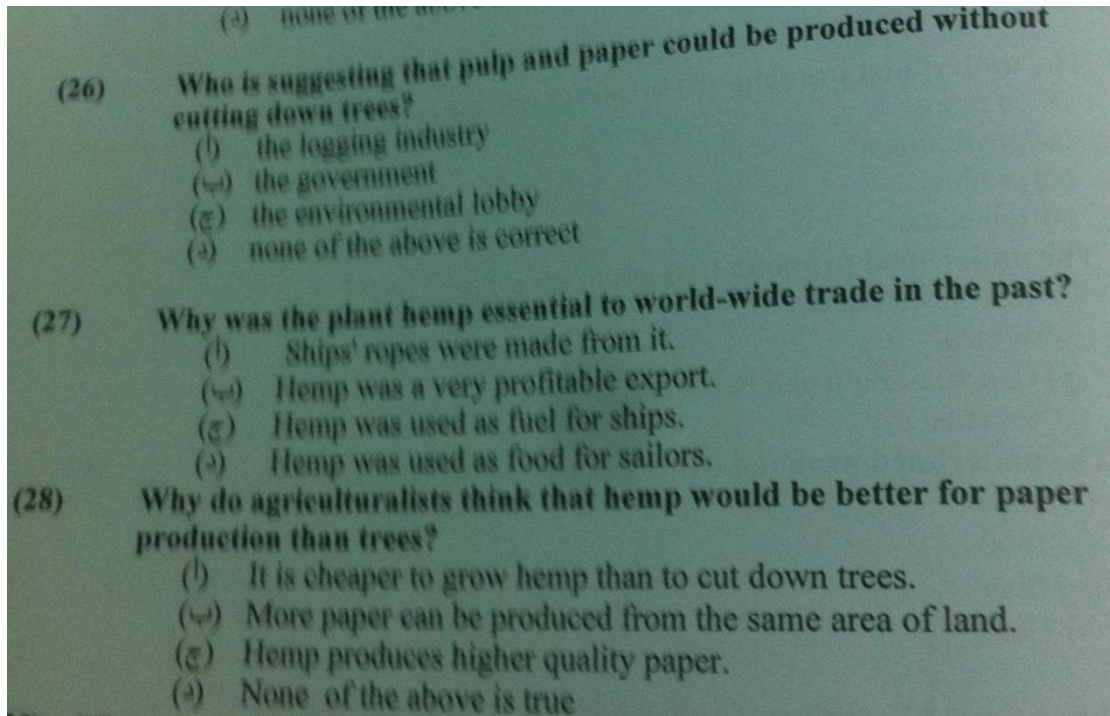 (د) none of the above
(26) Who is suggesting that pulp and paper could be produced without
cutting down trees?
(ا) the logging industry
(ب) the government
(ج) the environmental lobby
(د) none of the above is correct
(27) Why was the plant hemp essential to world-wide trade in the past?
(ا) Ships' ropes were made from it.
(ب) Hemp was a very profitable export.
(ج) Hemp was used as fuel for ships.
(د) Hemp was used as food for sailors.
(28) Why do agriculturalists think that hemp would be better for paper
production than trees?
(ا) It is cheaper to grow hemp than to cut down trees.
(ب) More paper can be produced from the same area of land.
(ج) Hemp produces higher quality paper.
(د) None of the above is true